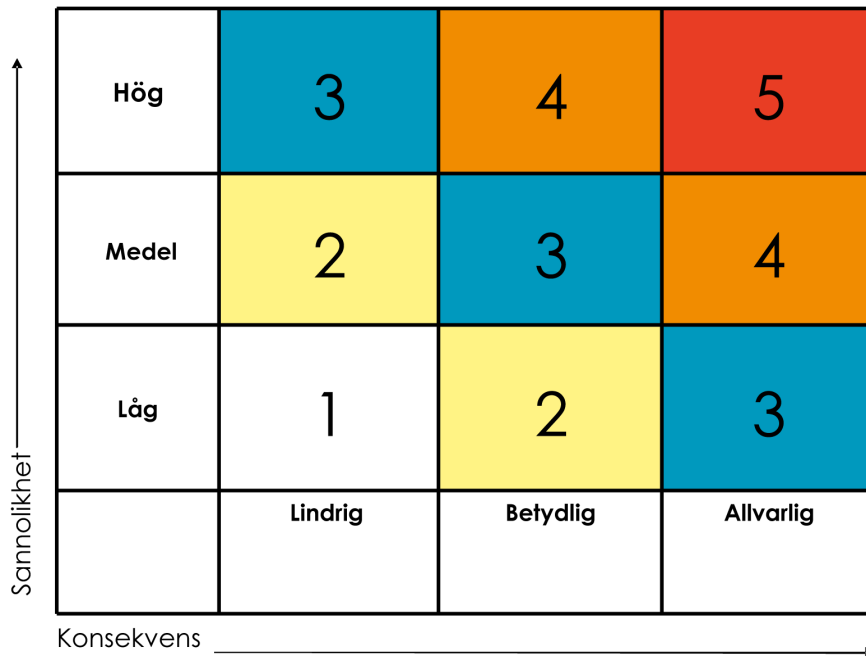 Hög 3 4 5
Medel 2 3 4
Låg 1 2 3
Lindrig Betydlig Allvarlig
Sannolikhet
Konsekvens